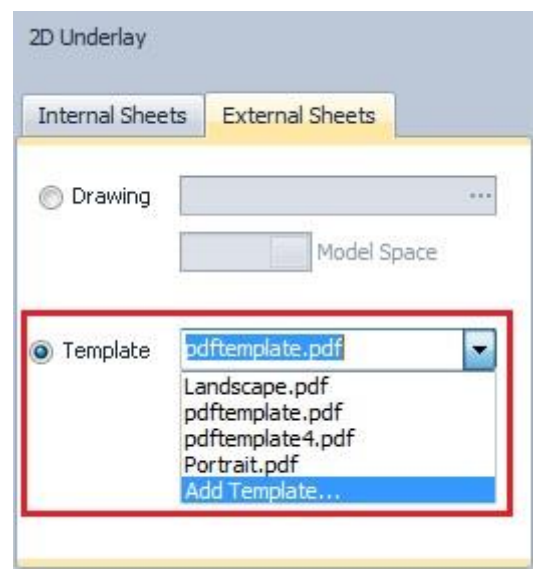 2D Underlay
Internal Sheets External Sheets
Drawing ...
Model Space
Template pdftemplate.pdf
Landscape.pdf
pdftemplate.pdf
pdftemplate4.pdf
Portrait.pdf
Add Template...